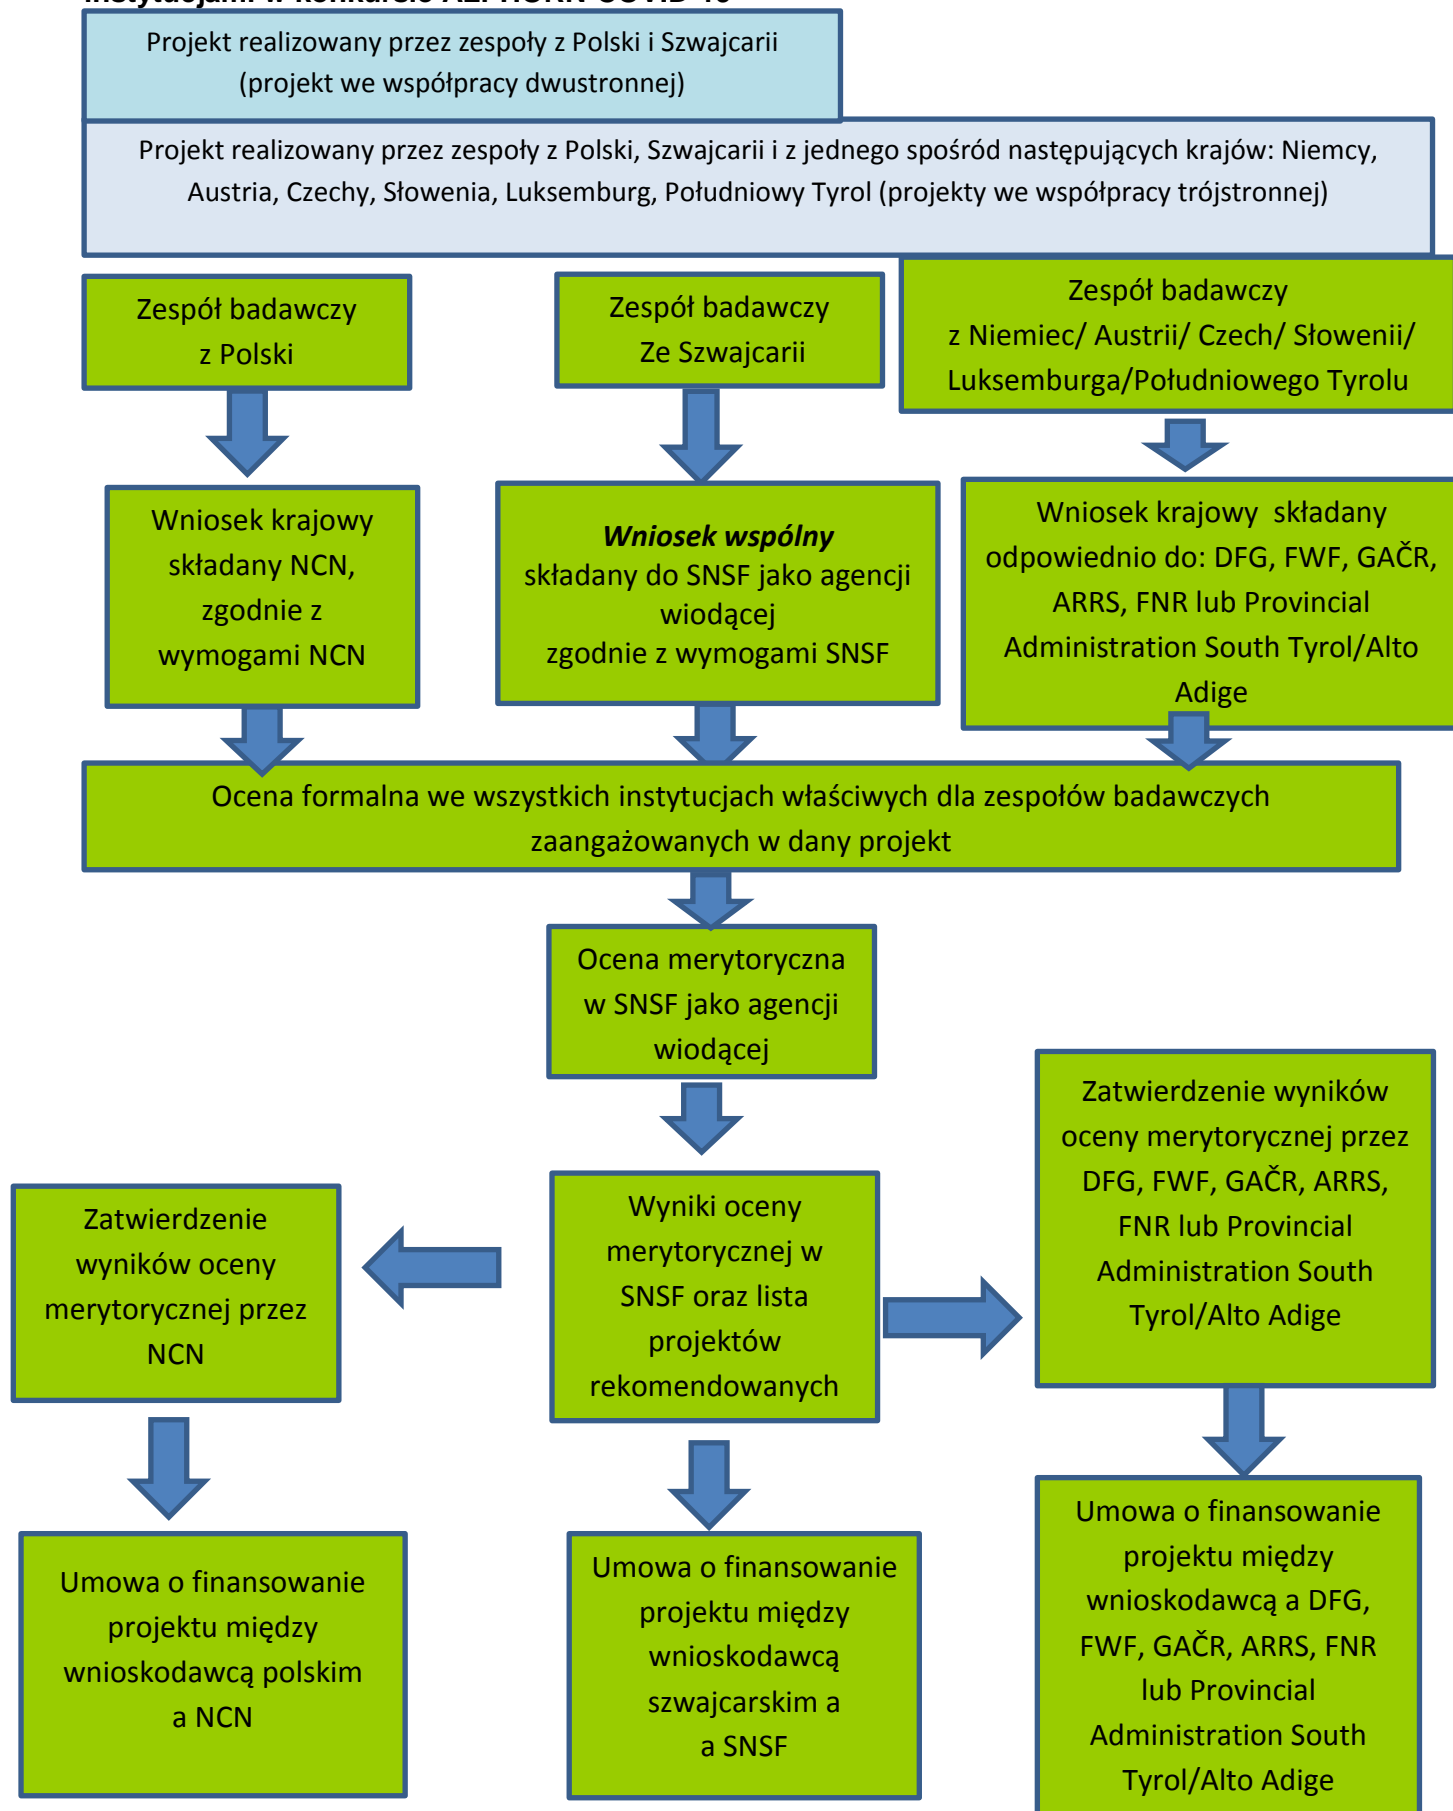 Projekt realizowany przez zespoły z Polski i Szwajcarii
(projekt we współpracy dwustronnej)
Projekt realizowany przez zespoły z Polski, Szwajcarii i z jednego spośród następujących krajów: Niemcy,
Austria, Czechy, Słowenia, Luksemburg, Południowy Tyrol (projekty we współpracy trójstronnej)
Zespół badawczy
z Polski
Zespół badawczy
Ze Szwajcarii
Zespół badawczy
z Niemiec/ Austrii/ Czech/ Słowenii/
Luksemburga/Południowego Tyrolu
Wniosek krajowy
składany NCN,
zgodnie z
wymogami NCN
Wniosek wspólny
składany do SNSF jako agencji
wiodącej
zgodnie z wymogami SNSF
Wniosek krajowy  składany
odpowiednio do: DFG, FWF, GAČR,
ARRS, FNR lub Provincial
Administration South Tyrol/Alto
Adige
Ocena formalna we wszystkich instytucjach właściwych dla zespołów badawczych
zaangażowanych w dany projekt
Ocena merytoryczna
w SNSF jako agencji
wiodącej
Zatwierdzenie wyników
oceny merytorycznej przez
DFG, FWF, GAČR, ARRS,
FNR lub Provincial
Administration South
Tyrol/Alto Adige
Wyniki oceny
merytorycznej w
SNSF oraz lista
projektów
rekomendowanych
Zatwierdzenie
wyników oceny
merytorycznej przez
NCN
Umowa o finansowanie
projektu między
wnioskodawcą polskim
a NCN
Umowa o finansowanie
projektu między
wnioskodawcą
szwajcarskim a
a SNSF
Umowa o finansowanie
projektu między
wnioskodawcą a DFG,
FWF, GAČR, ARRS, FNR
lub Provincial
Administration South
Tyrol/Alto Adige